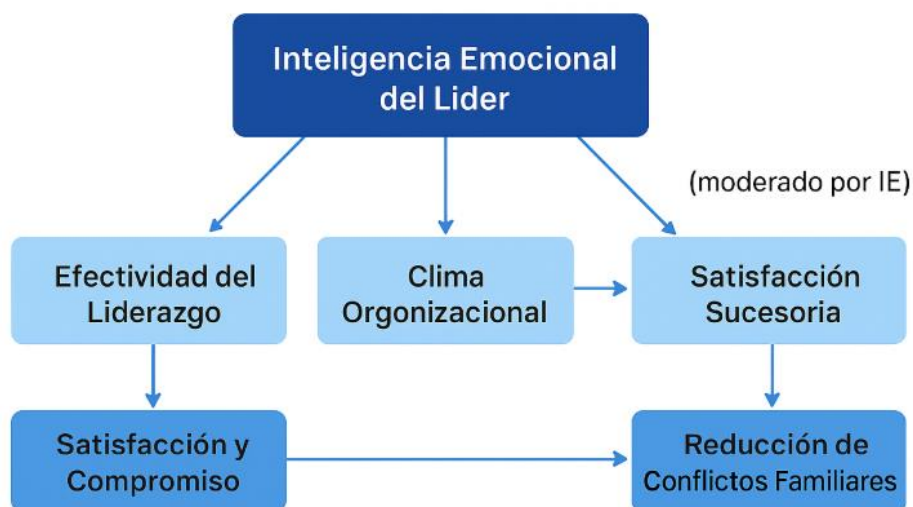 Inteligencia Emocional
del Lider
(moderado por IE)
Efectividad del
Liderazgo
Clima
Orgonizacional
Satisfacción
Sucesoria
Satisfacción y
Compromiso
Reducción de
Conflictos Familiares